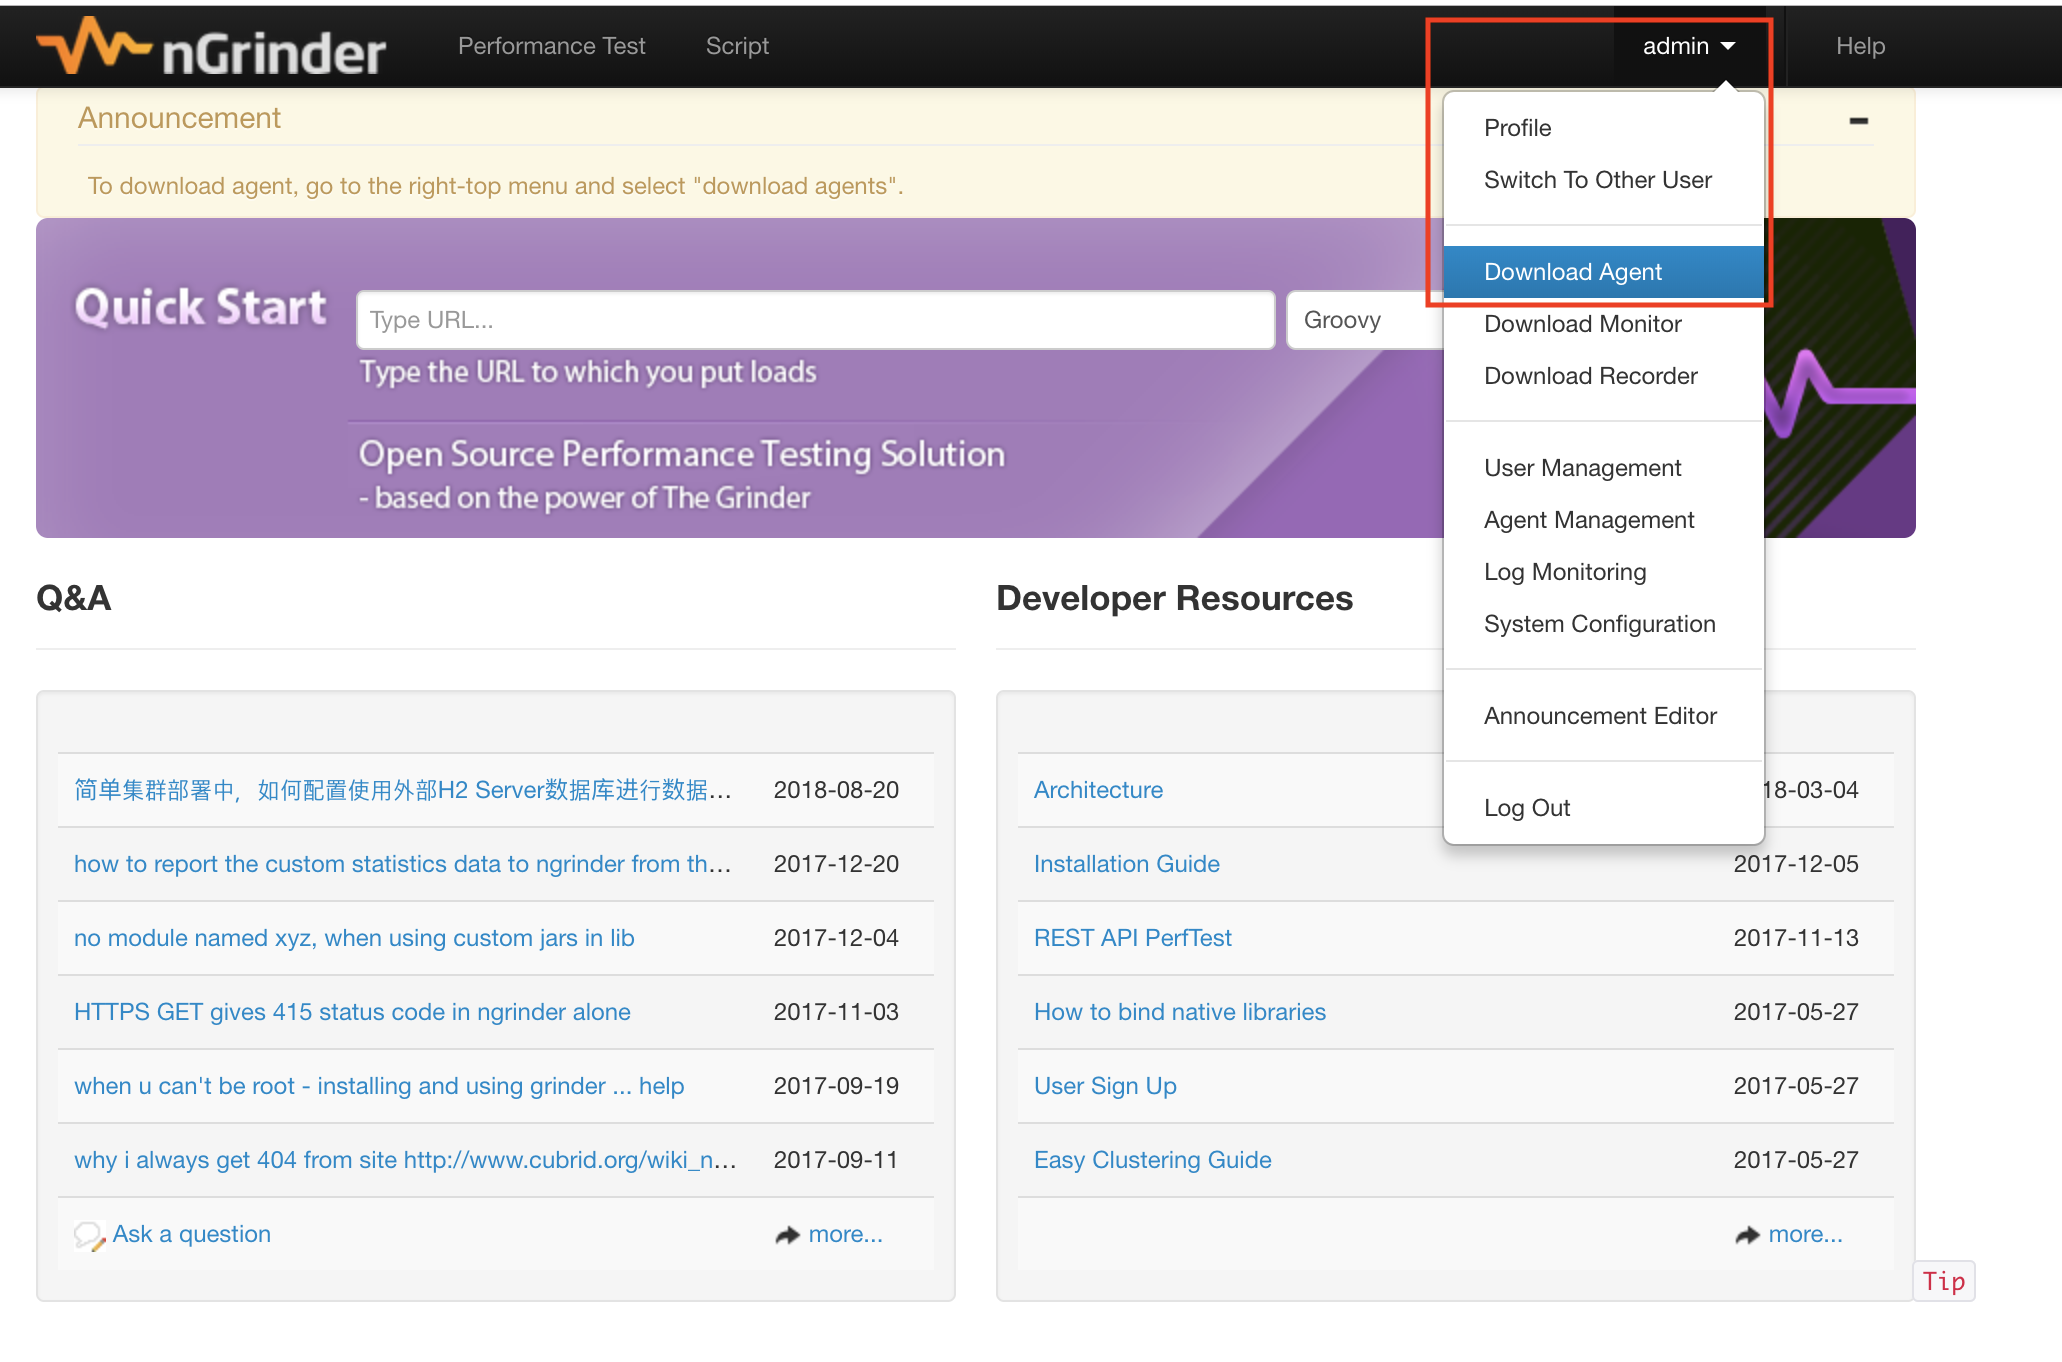 nGrinder
Performance Test
Script
admin
Help
Announcement
To download agent, go to the right-top menu and select "download agents".
Profile
Switch To Other User
Download Agent
Download Monitor
Download Recorder
User Management
Agent Management
Log Monitoring
System Configuration
Announcement Editor
Log Out
Quick Start
Type URL...
Groovy
Type the URL to which you put loads
Open Source Performance Testing Solution
- based on the power of The Grinder
Q&A
简单集群部署中，如何配置使用外部H2 Server数据库进行数据... 2018-08-20
how to report the custom statistics data to ngrinder from th... 2017-12-20
no module named xyz, when using custom jars in lib 2017-12-04
HTTPS GET gives 415 status code in ngrinder alone 2017-11-03
when u can't be root - installing and using grinder ... help 2017-09-19
why i always get 404 from site http://www.cubrid.org/wiki_n... 2017-09-11
Ask a question more...
Developer Resources
Architecture 18-03-04
Installation Guide 2017-12-05
REST API PerfTest 2017-11-13
How to bind native libraries 2017-05-27
User Sign Up 2017-05-27
Easy Clustering Guide 2017-05-27
more...
Tip